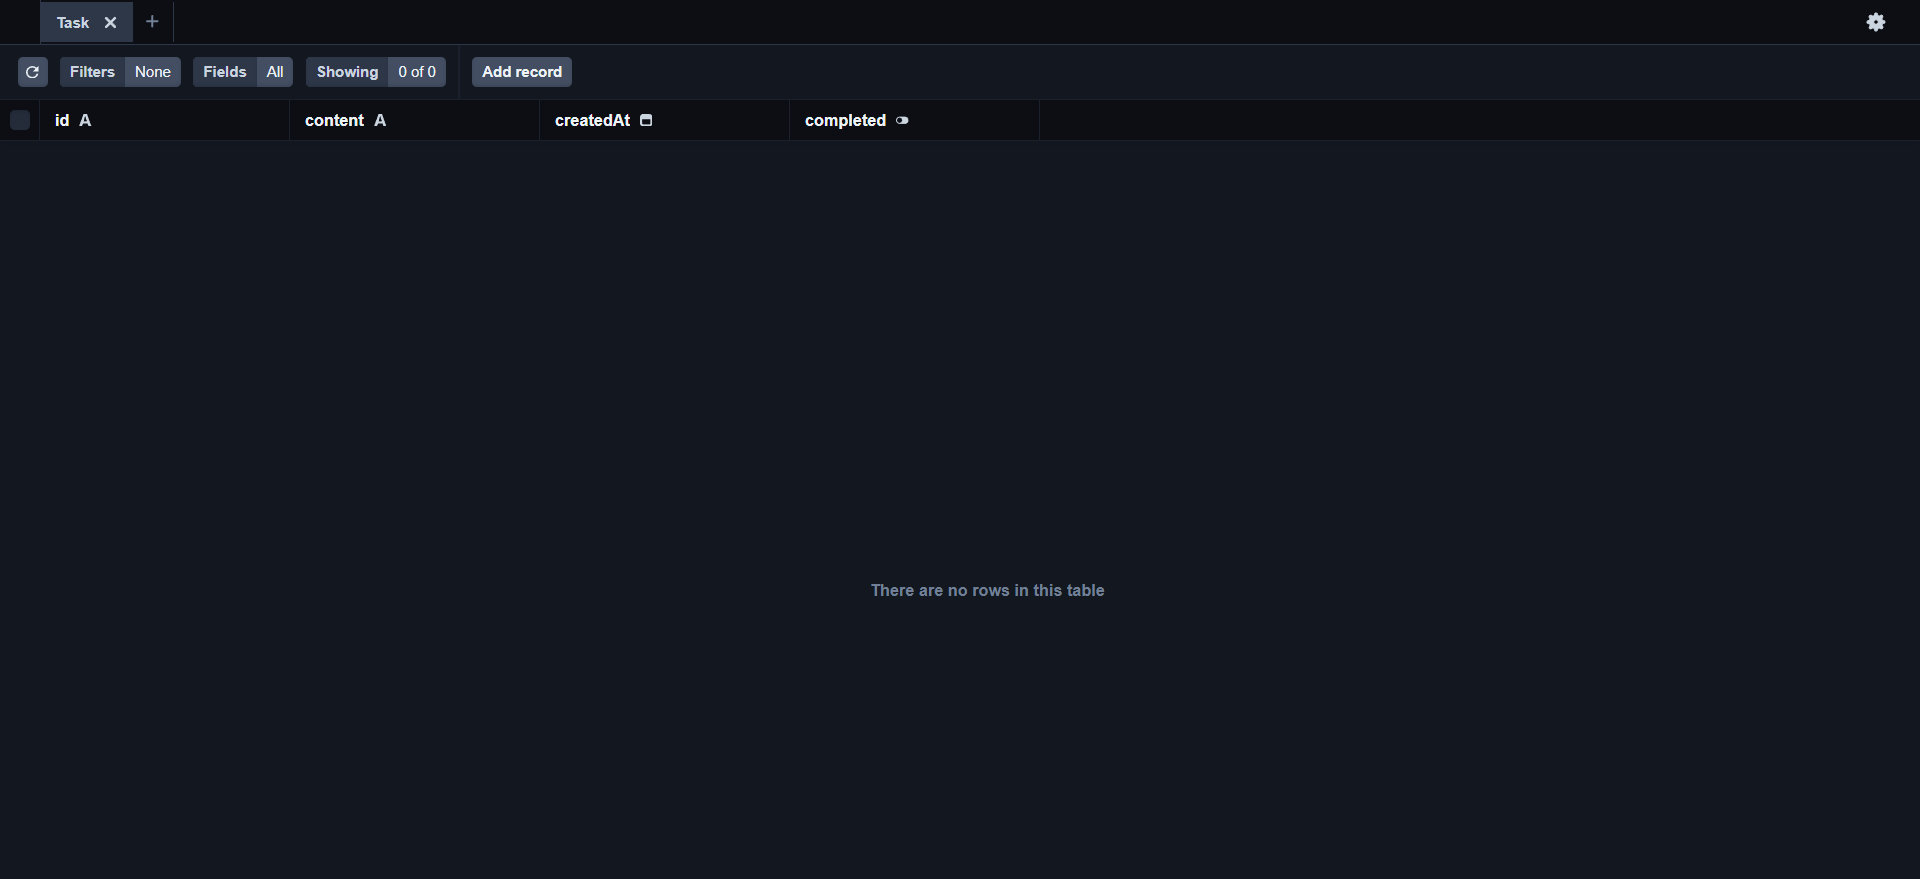 Task
Filters None Fields All Showing 0 of 0 Add record
id A content A createdAt completed
There are no rows in this table